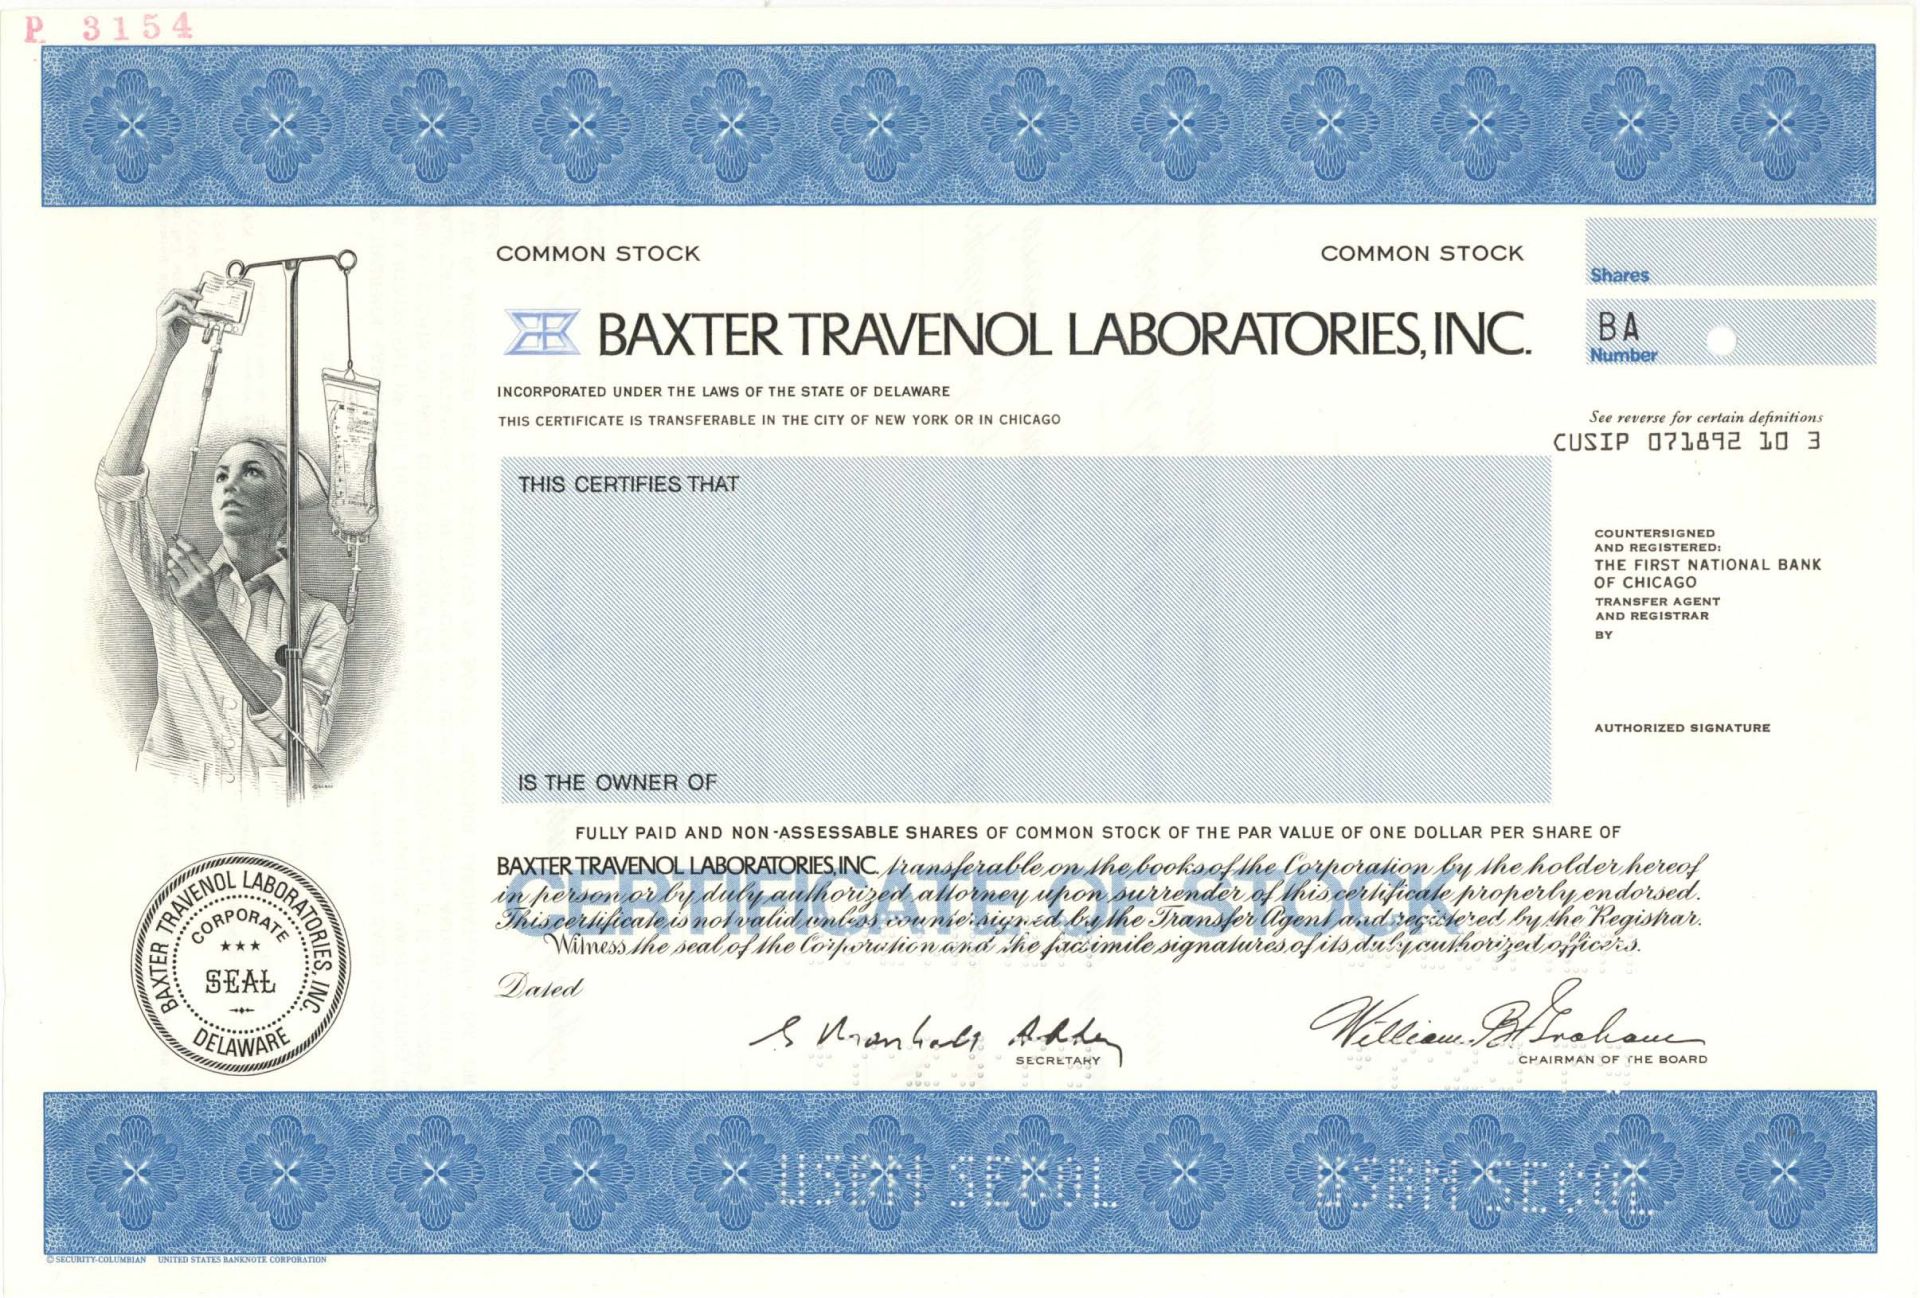 P 3154
COMMON STOCK
COMMON STOCK
Shares
BAXTER TRAVENOL LABORATORIES, INC.
BA
Number
INCORPORATED UNDER THE LAWS OF THE STATE OF DELAWARE
THIS CERTIFICATE IS TRANSFERABLE IN THE CITY OF NEW YORK OR IN CHICAGO
See reverse for certain definitions
CUSIP 071892 10 3
THIS CERTIFIES THAT
COUNTERSIGNED
AND REGISTERED:
THE FIRST NATIONAL BANK
OF CHICAGO
TRANSFER AGENT
AND REGISTRAR
BY
AUTHORIZED SIGNATURE
IS THE OWNER OF
FULLY PAID AND NON-ASSESSABLE SHARES OF COMMON STOCK OF THE PAR VALUE OF ONE DOLLAR PER SHARE OF
BAXTER TRAVENOL LABORATORIES, INC. transferable on the books of the Corporation by the holder hereof
in person or by duly authorized attorney upon surrender of this certificate properly endorsed.
This certificate is not valid unless countersigned by the Transfer Agent and registered by the Registrar.
Witness the seal of the Corporation and the facsimile signatures of its duly authorized officers.
CERTIFICATE OF STOCK
Dated
William B. Graham
SECRETARY
CHAIRMAN OF THE BOARD
BAXTER TRAVENOL LABORATORIES, INC.
CORPORATE
SEAL
DELAWARE
USBN SECOL
USBN SECOL
© SECURITY-COLUMBIAN UNITED STATES BANKNOTE CORPORATION